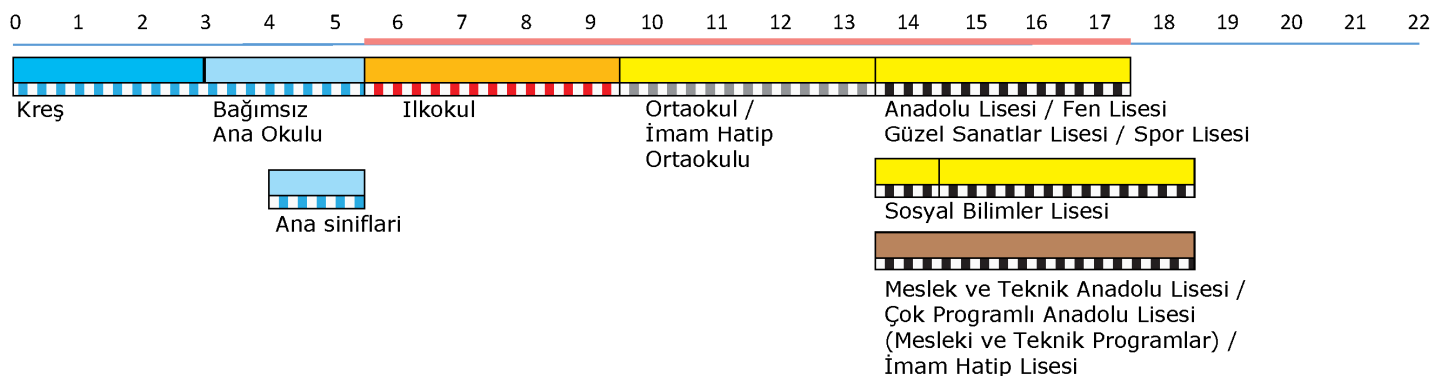 0 1 2 3 4 5 6 7 8 9 10 11 12 13 14 15 16 17 18 19 20 21 22
Kreş
Bağımsız
Ana Okulu
Ilkokul
Ortaokul /
İmam Hatip
Ortaokulu
Anadolu Lisesi / Fen Lisesi
Güzel Sanatlar Lisesi / Spor Lisesi
Ana siniflari
Sosyal Bilimler Lisesi
Meslek ve Teknik Anadolu Lisesi /
Çok Programlı Anadolu Lisesi
(Mesleki ve Teknik Programlar) /
İmam Hatip Lisesi